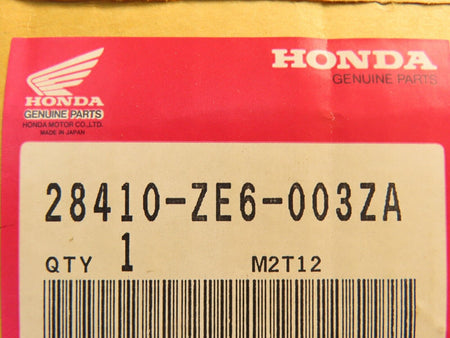 HONDA
GENUINE PARTS
HONDA MOTOR CO.,LTD.
MADE IN JAPAN
HONDA
GENUINE PARTS
28410-ZE6-003ZA
QTY 1 M2T12